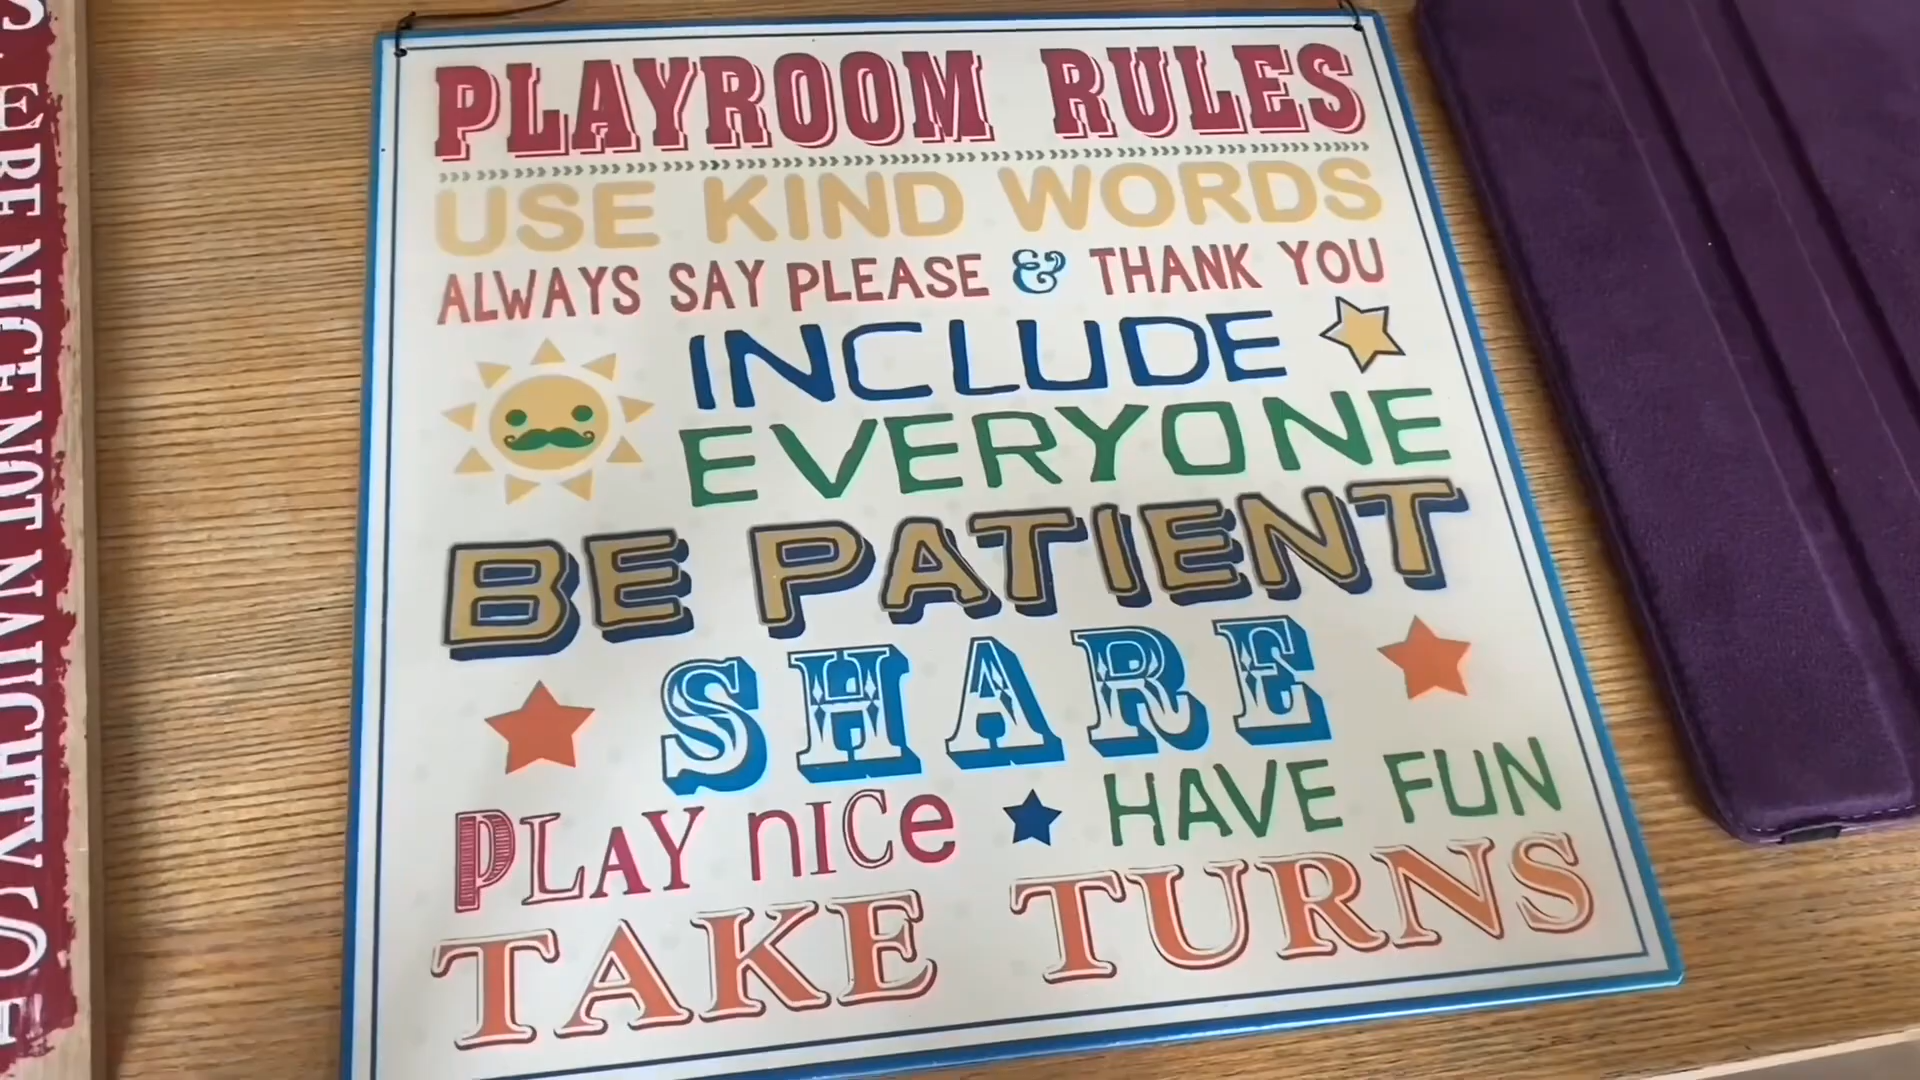 PLAYROOM RULES
USE KIND WORDS
ALWAYS SAY PLEASE & THANK YOU
INCLUDE
EVERYONE
BE PATIENT
SHARE
PLAY nICe HAVE FUN
TAKE TURNS
ERE NICE NOT NAUGHTY